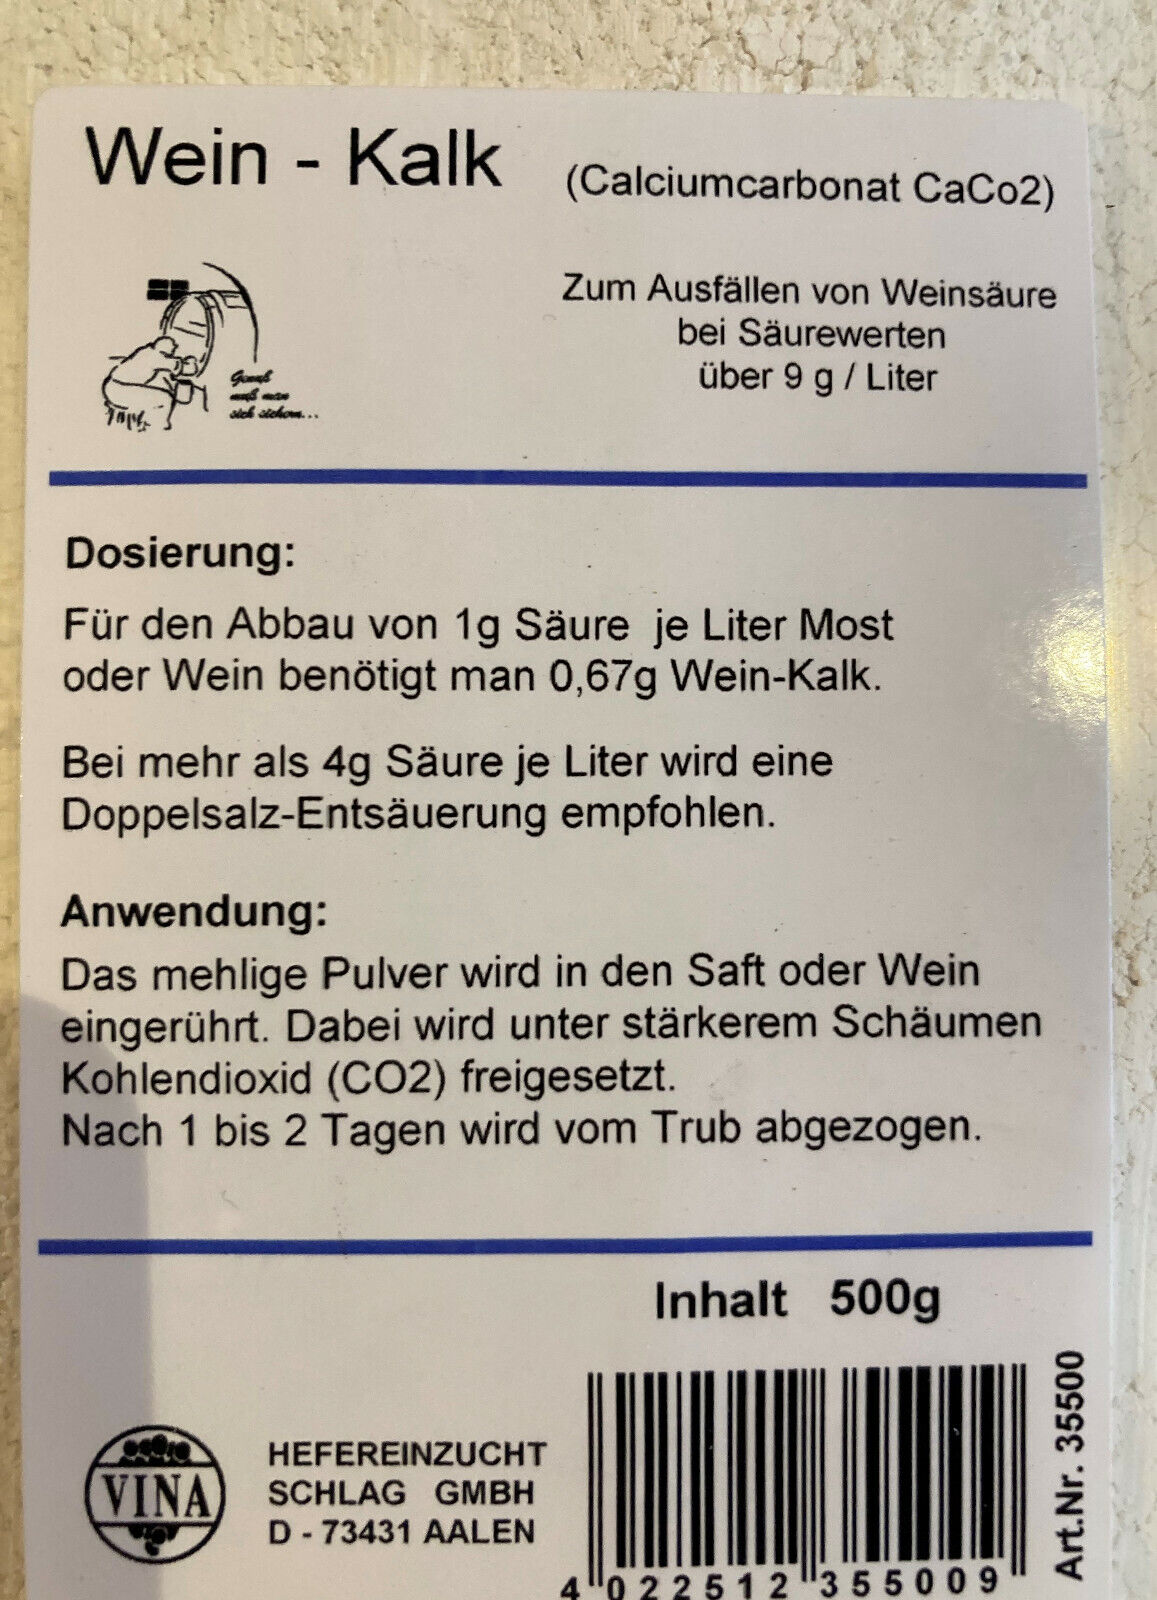 Wein - Kalk (Calciumcarbonat CaCo2)
Zum Ausfällen von Weinsäure
bei Säurewerten
über 9 g / Liter
muß man
sich sichern...
Dosierung:
Für den Abbau von 1g Säure je Liter Most
oder Wein benötigt man 0,67g Wein-Kalk.
Bei mehr als 4g Säure je Liter wird eine
Doppelsalz-Entsäuerung empfohlen.
Anwendung:
Das mehlige Pulver wird in den Saft oder Wein
eingerührt. Dabei wird unter stärkerem Schäumen
Kohlendioxid (CO2) freigesetzt.
Nach 1 bis 2 Tagen wird vom Trub abgezogen.
Inhalt 500g
VINA
HEFEREINZUCHT
SCHLAG GMBH
D - 73431 AALEN
4 022512 355009
Art.Nr. 35500